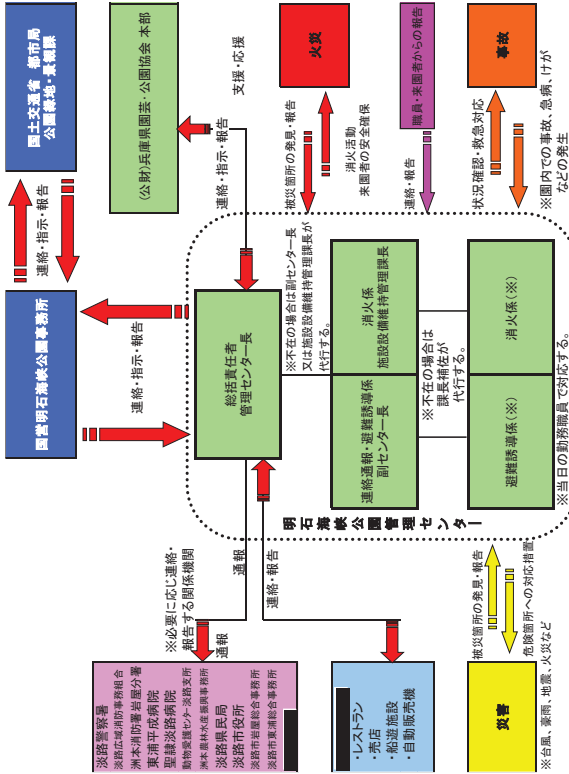 国土交通省 都市局
公園緑地・景観課
連絡・指示・報告
国営明石海峡公園事務所
連絡・指示・報告
(公財)兵庫県園芸・公園協会 本部
支援・応援
連絡・指示・報告
火災
被災箇所の発見・報告
消火活動
来園者の安全確保
職員・来園者からの報告
連絡・報告
事故
状況確認・救急対応
※園内での事故、急病、けが
などの発生
総括責任者
管理センター長
※不在の場合は副センター長
又は施設設備維持管理課長が
代行する。
連絡通報・避難誘導係
副センター長
消火係
施設設備維持管理課長
※不在の場合は
課長補佐が
代行する。
避難誘導係(※)
消火係(※)
※当日の勤務職員で対応する。
明石海峡公園管理センター
※必要に応じ連絡・
報告する関係機関
通報
通報
連絡・報告
淡路警察署
淡路広域消防事務組合
洲本消防署岩屋分署
東浦平成病院
聖隷淡路病院
動物愛護センター淡路支所
洲本農林水産振興事務所
淡路県民局
淡路市役所
淡路市岩屋総合事務所
淡路市東浦総合事務所
・レストラン
・売店
・船遊施設
・自動販売機
災害
被災箇所の発見・報告
危険箇所への対応措置
※台風、豪雨、地震、火災など